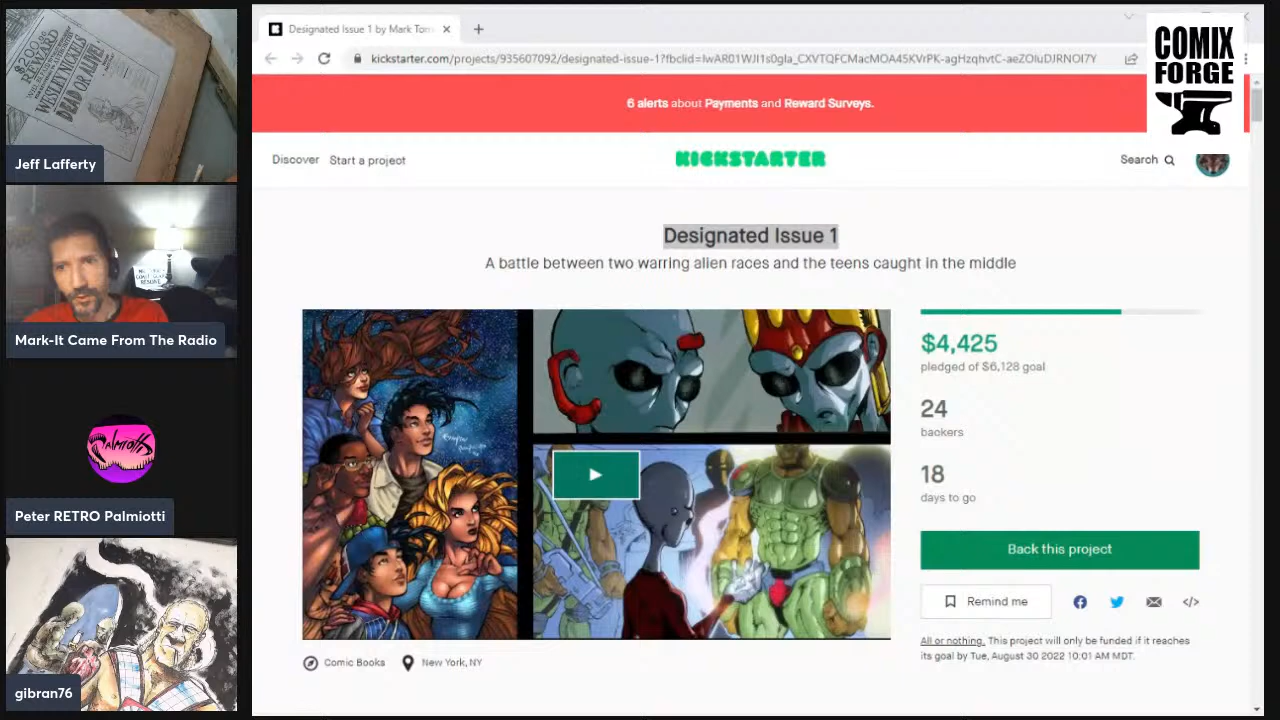 $200.00
REWARD
WESLEY NICKELS
DEAD OR ALIVE!
Jeff Lafferty
Mark-It Came From The Radio
Palmiotti
Peter RETRO Palmiotti
gibran76
Designated Issue 1 by Mark Torr
kickstarter.com/projects/935607092/designated-issue-1?fbclid=
COMIX
FORGE
6 alerts about Payments and Reward Surveys.
Discover Start a project
KICKSTARTER
Search
Designated Issue 1
A battle between two warring alien races and the teens caught in the middle
$4,425
pledged of $6,128 goal
24
backers
18
days to go
Back this project
Remind me
All or nothing. This project will only be funded if it reaches
its goal by Tue, August 30 2022 10:01 AM MDT.
Comic Books New York, NY